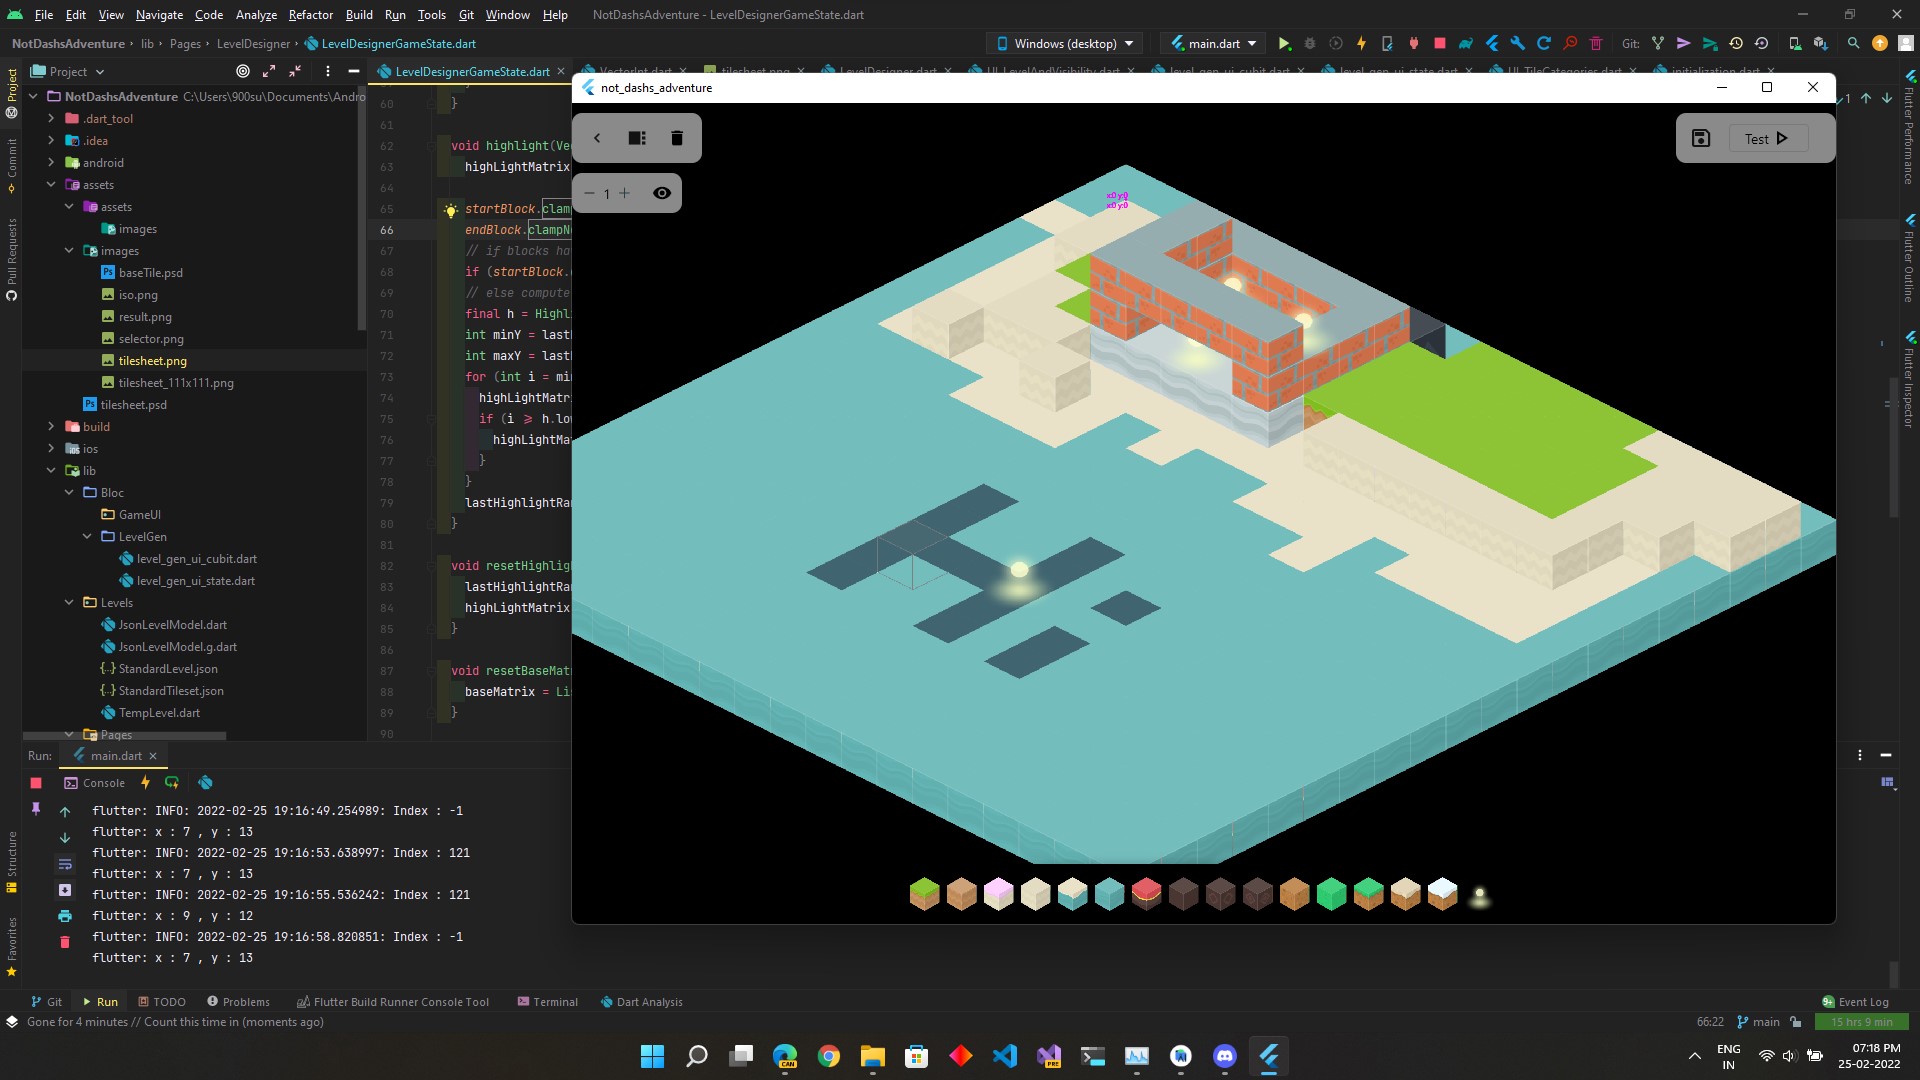 File Edit View Navigate Code Analyze Refactor Build Run Tools Git Window Help NotDashsAdventure - LevelDesignerGameState.dart
NotDashsAdventure lib Pages LevelDesigner LevelDesignerGameState.dart Windows (desktop) main.dart Git:
Project LevelDesignerGameState.dart VectorInt.dart tilesheet.png LevelDesigner.dart UI_LevelAndVisibility.dart level_gen_ui_cubit.dart level_gen_ui_state.dart UI_TileCategories.dart initialization.dart
Project
Commit
Pull Requests
Structure
Favorites
NotDashsAdventure C:\Users\900su\Documents\Andro
.dart_tool
.idea
android
assets
assets
images
images
baseTile.psd
iso.png
result.png
selector.png
tilesheet.png
tilesheet_111x111.png
tilesheet.psd
build
ios
lib
Bloc
GameUI
LevelGen
level_gen_ui_cubit.dart
level_gen_ui_state.dart
Levels
JsonLevelModel.dart
JsonLevelModel.g.dart
StandardLevel.json
StandardTileset.json
TempLevel.dart
Pages
60 }
61
62 void highlight(Ve
63 highLightMatrix
64
65 startBlock.clam
66 endBlock.clampN
67 // if blocks ha
68 if (startBlock.
69 // else compute
70 final h = Highl
71 int minY = last
72 int maxY = last
73 for (int i = mi
74 highLightMatr
75 if (i ⩾ h.lo
76 highLightMa
77 }
78 }
79 lastHighlightRa
80 }
81
82 void resetHighlig
83 lastHighlightRa
84 highLightMatrix
85 }
86
87 void resetBaseMat
88 baseMatrix = Li
89 }
90
not_dashs_adventure
Test
1
x:0 y:0
x:0 y:0
1
Flutter Performance
Flutter Outline
Flutter Inspector
Run: main.dart
Console
flutter: INFO: 2022-02-25 19:16:49.254989: Index : -1
flutter: x : 7 , y : 13
flutter: INFO: 2022-02-25 19:16:53.638997: Index : 121
flutter: x : 7 , y : 13
flutter: INFO: 2022-02-25 19:16:55.536242: Index : 121
flutter: x : 9 , y : 12
flutter: INFO: 2022-02-25 19:16:58.820851: Index : -1
flutter: x : 7 , y : 13
Git Run TODO Problems Flutter Build Runner Console Tool Terminal Dart Analysis 9+ Event Log
Gone for 4 minutes // Count this time in (moments ago) 66:22 main 15 hrs 9 min
CAN
PRE
ENG
IN
07:18 PM
25-02-2022